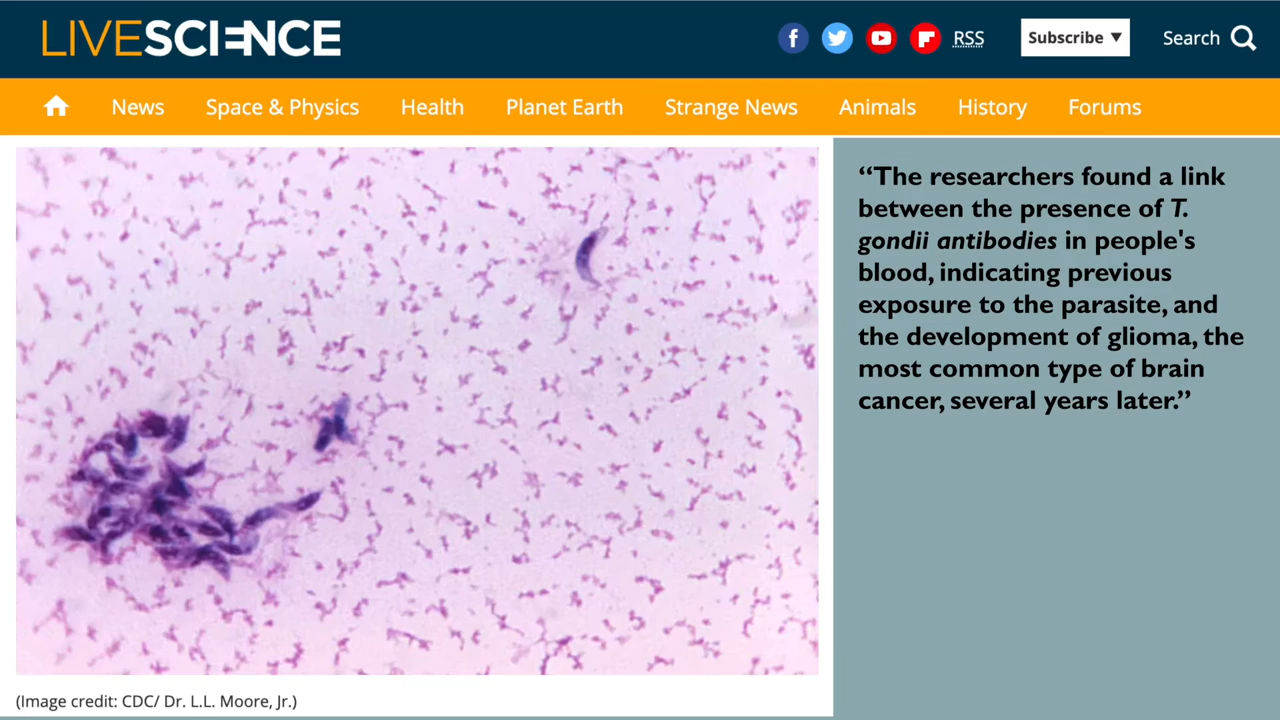 LIVESCIENCE
RSS
Subscribe ▼
Search
News
Space & Physics
Health
Planet Earth
Strange News
Animals
History
Forums
“The researchers found a link
between the presence of T.
gondii antibodies in people's
blood, indicating previous
exposure to the parasite, and
the development of glioma, the
most common type of brain
cancer, several years later.”
(Image credit: CDC/ Dr. L.L. Moore, Jr.)